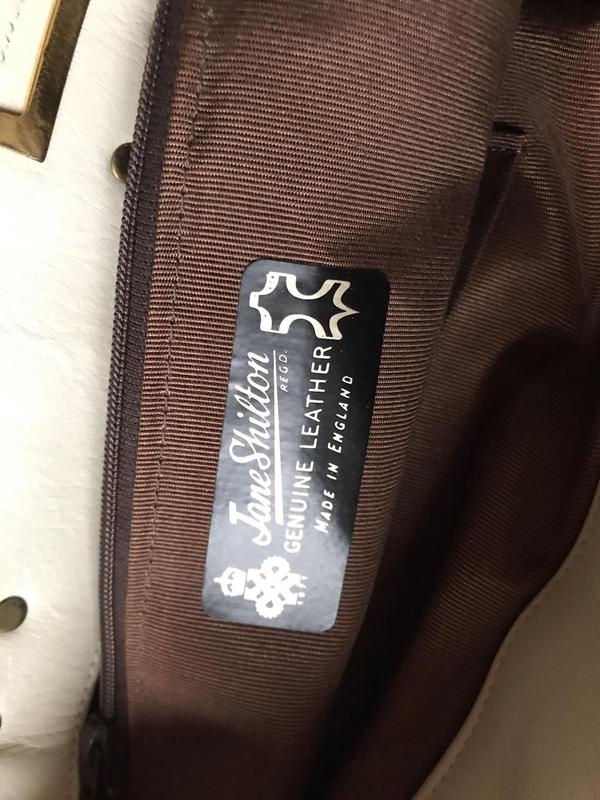 Jane Shilton
REGD.
GENUINE LEATHER
MADE IN ENGLAND